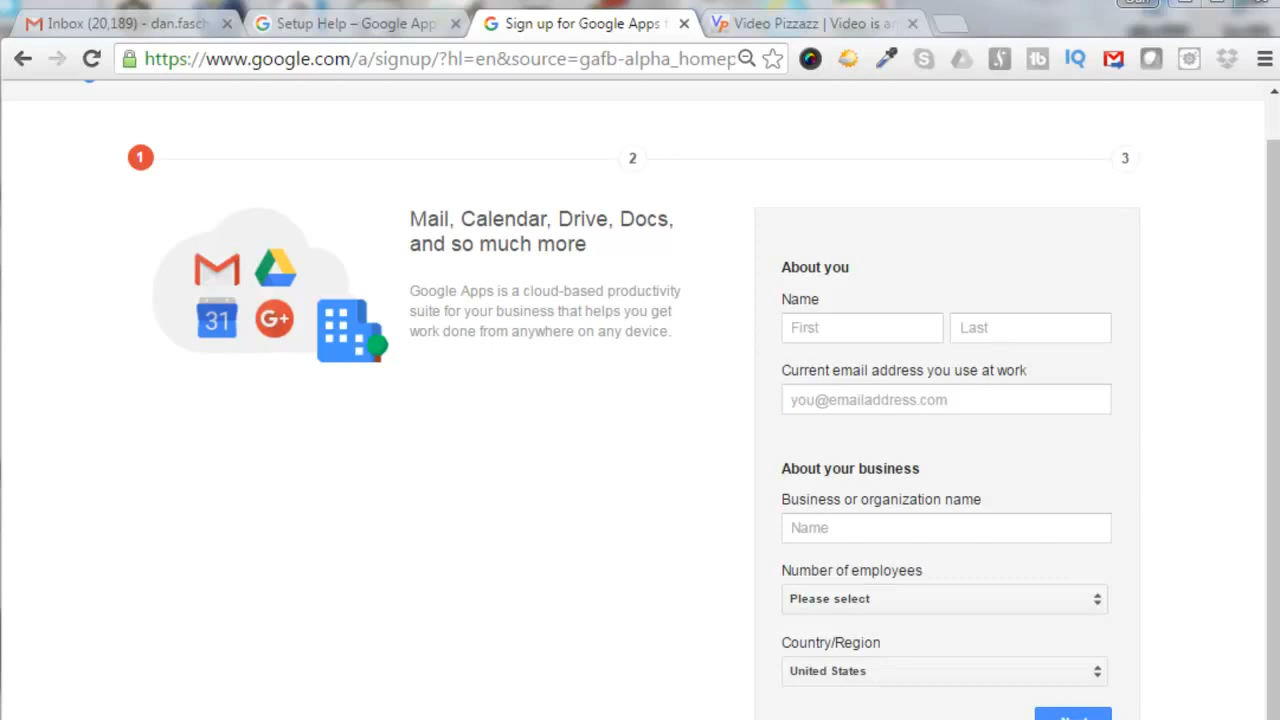 Inbox (20,189) - dan.fasch
Setup Help – Google App
Sign up for Google Apps f
Video Pizzazz | Video is an
https://www.google.com/a/signup/?hl=en&source=gafb-alpha_homep
1
2
3
Mail, Calendar, Drive, Docs,
and so much more
Google Apps is a cloud-based productivity
suite for your business that helps you get
work done from anywhere on any device.
31
G+
About you
Name
First
Last
Current email address you use at work
you@emailaddress.com
About your business
Business or organization name
Name
Number of employees
Please select
Country/Region
United States